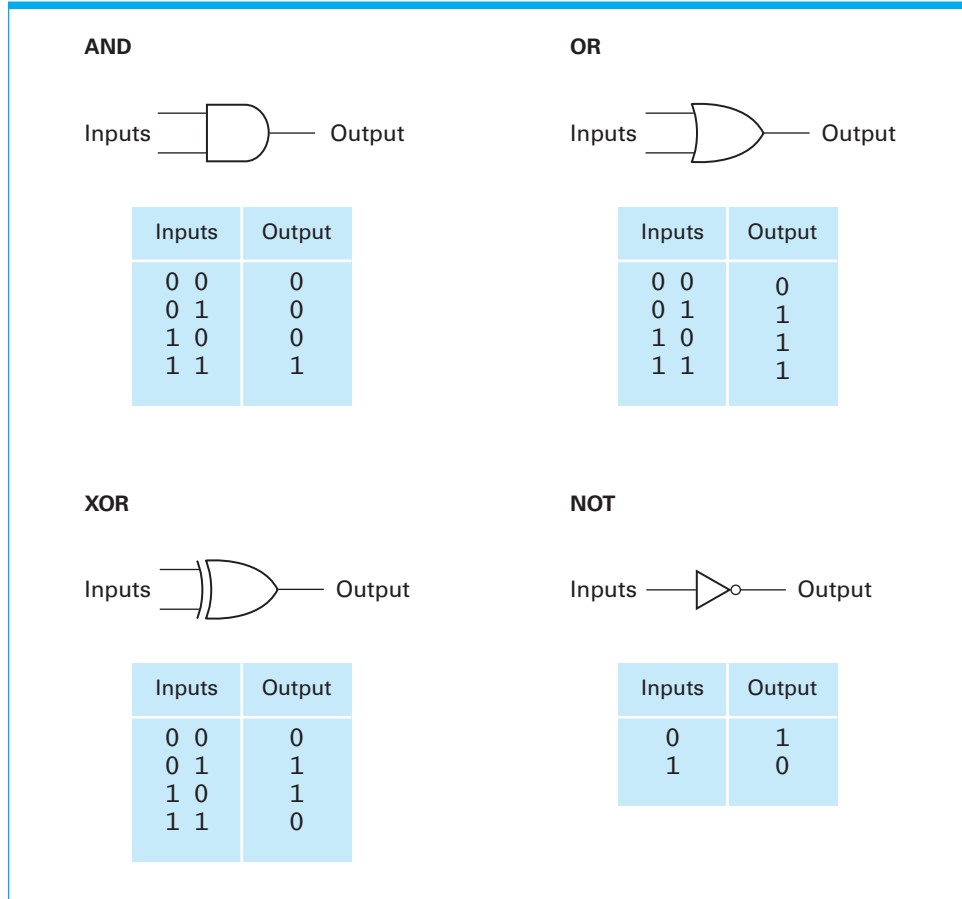 AND
Inputs Output
Inputs Output
0 0 0
0 1 0
1 0 0
1 1 1
OR
Inputs Output
Inputs Output
0 0 0
0 1 1
1 0 1
1 1 1
XOR
Inputs Output
Inputs Output
0 0 0
0 1 1
1 0 1
1 1 0
NOT
Inputs Output
Inputs Output
0 1
1 0